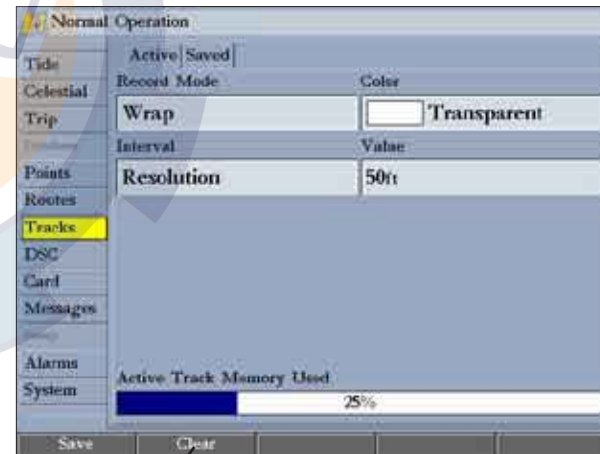 Normal Operation
Tide
Celestial
Trip
Points
Routes
Tracks
DSC
Card
Messages
Alarms
System
Active Saved
Record Mode
Color
Wrap
Transparent
Interval
Value
Resolution
50ft
Active Track Memory Used
25%
Save
Clear